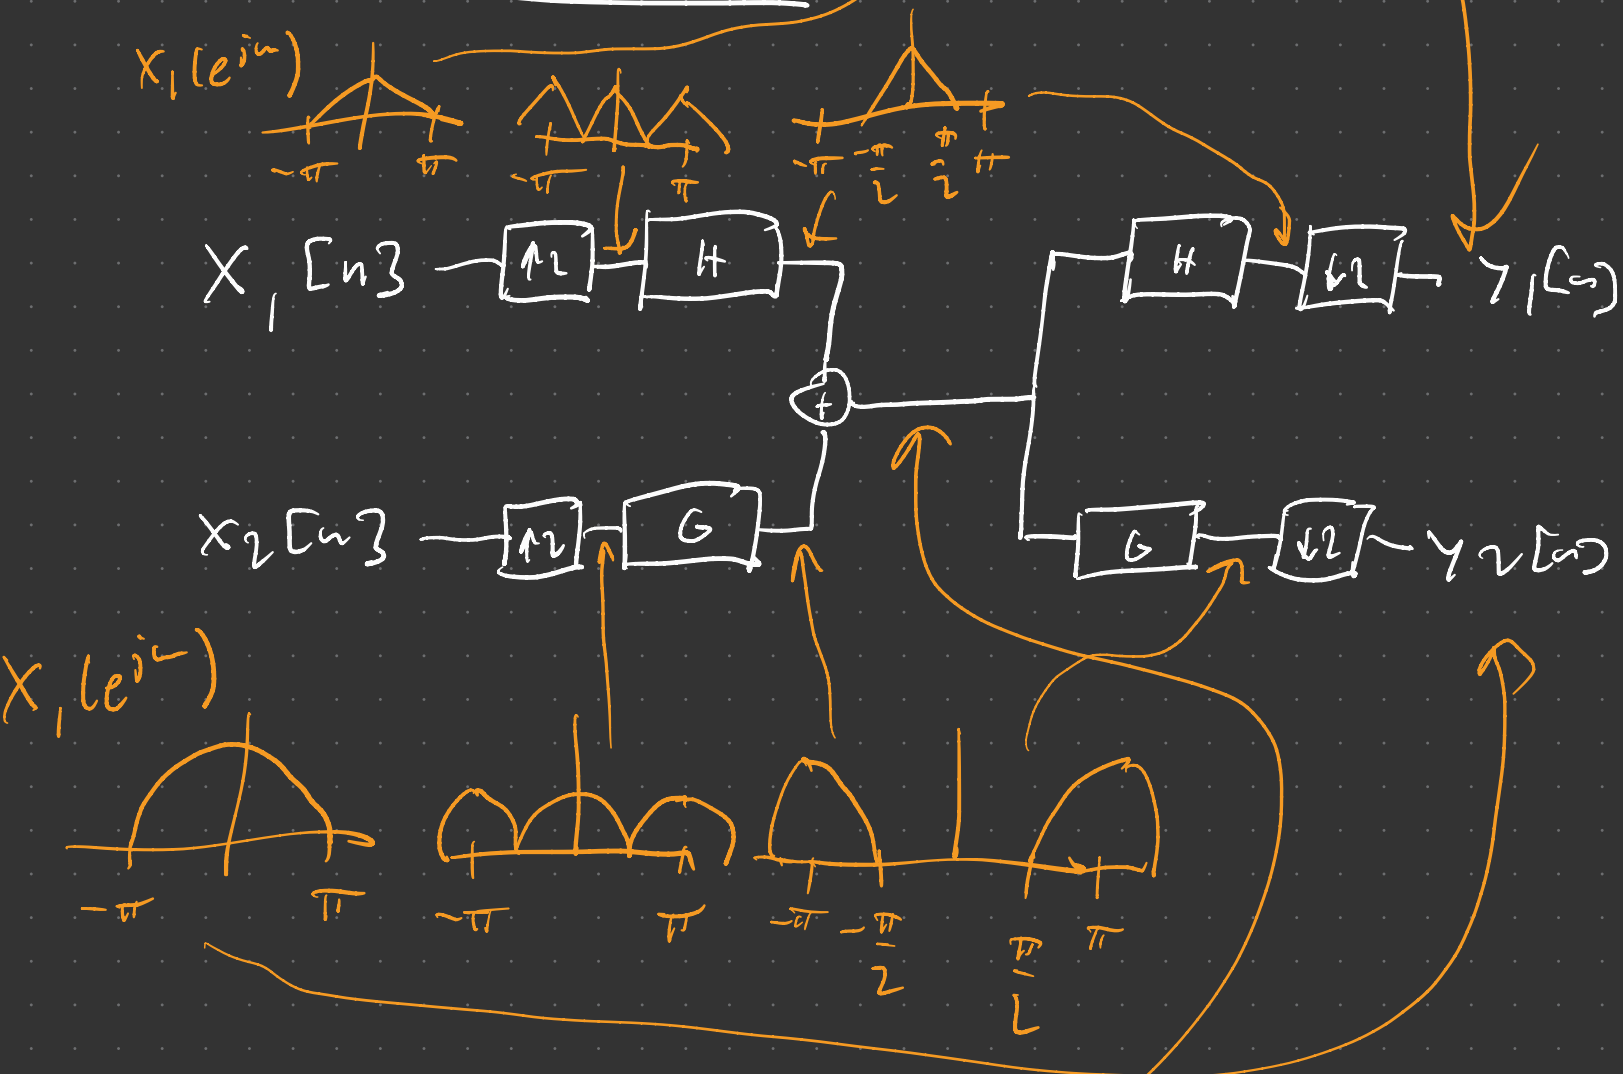 X₁(e^jω)
-π π
-π π
-π -π/2 π/2 π
X₁[n] ↑2 H H ↓2 Y₁[n]
+
X₂[n] ↑2 G G ↓2 Y₂[n]
X₁(e^jω)
-π π
-π π
-π -π/2 π/2 π